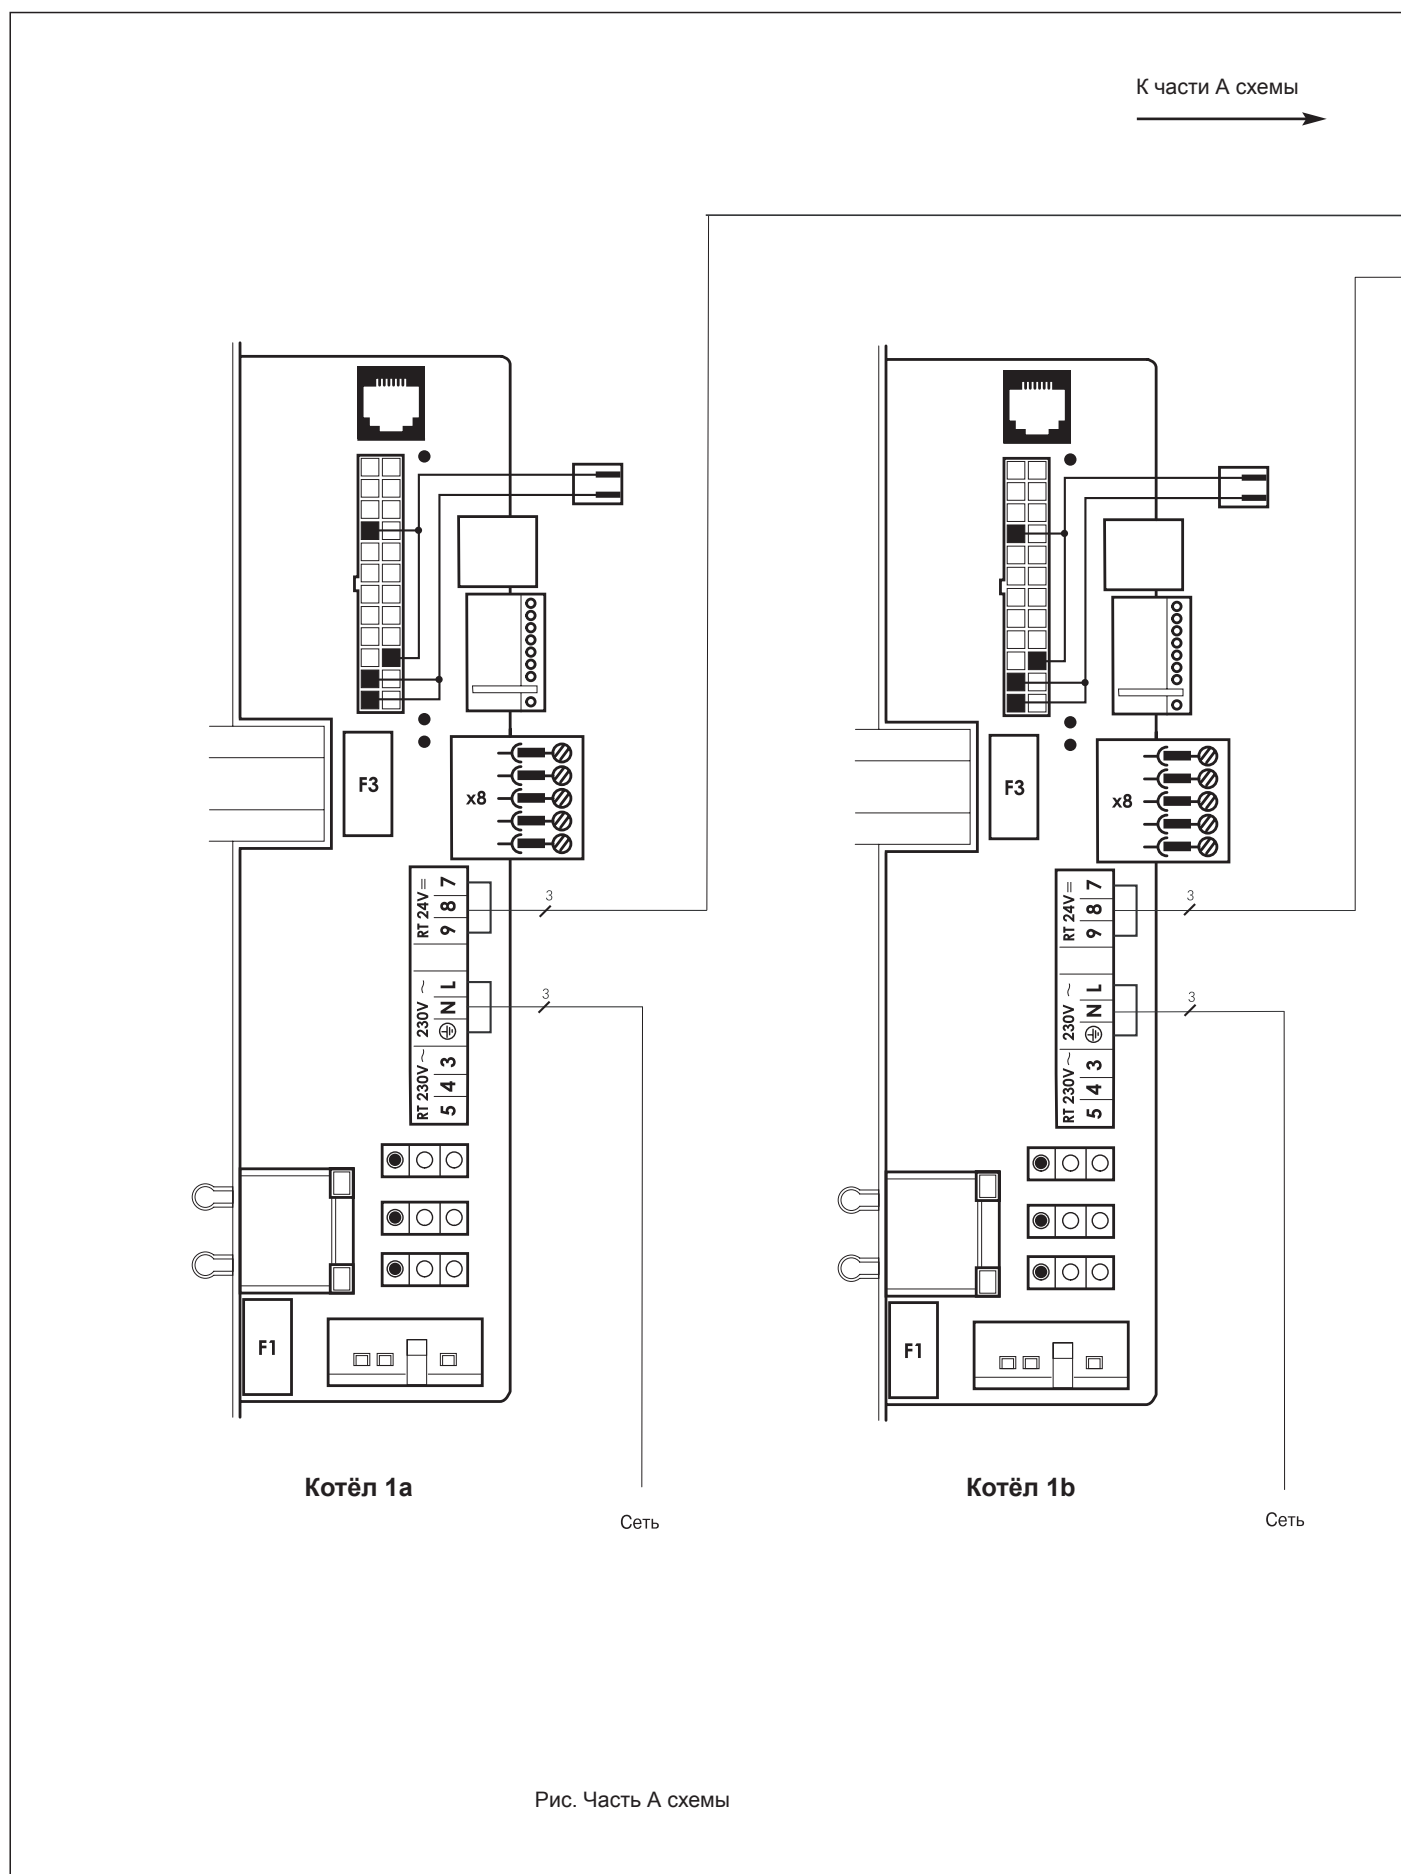 К части А схемы
F3
x8
RT 24V =
7
8
9
3
230V ~
L
N
3
RT 230V ~
3
4
5
F1
Котёл 1a
Сеть
F3
x8
RT 24V =
7
8
9
3
230V ~
L
N
3
RT 230V ~
3
4
5
F1
Котёл 1b
Сеть
Рис. Часть А схемы